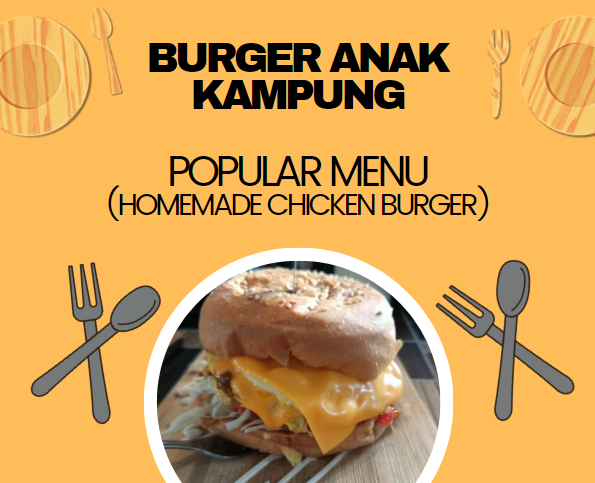 BURGER ANAK
KAMPUNG
POPULAR MENU
(HOMEMADE CHICKEN BURGER)